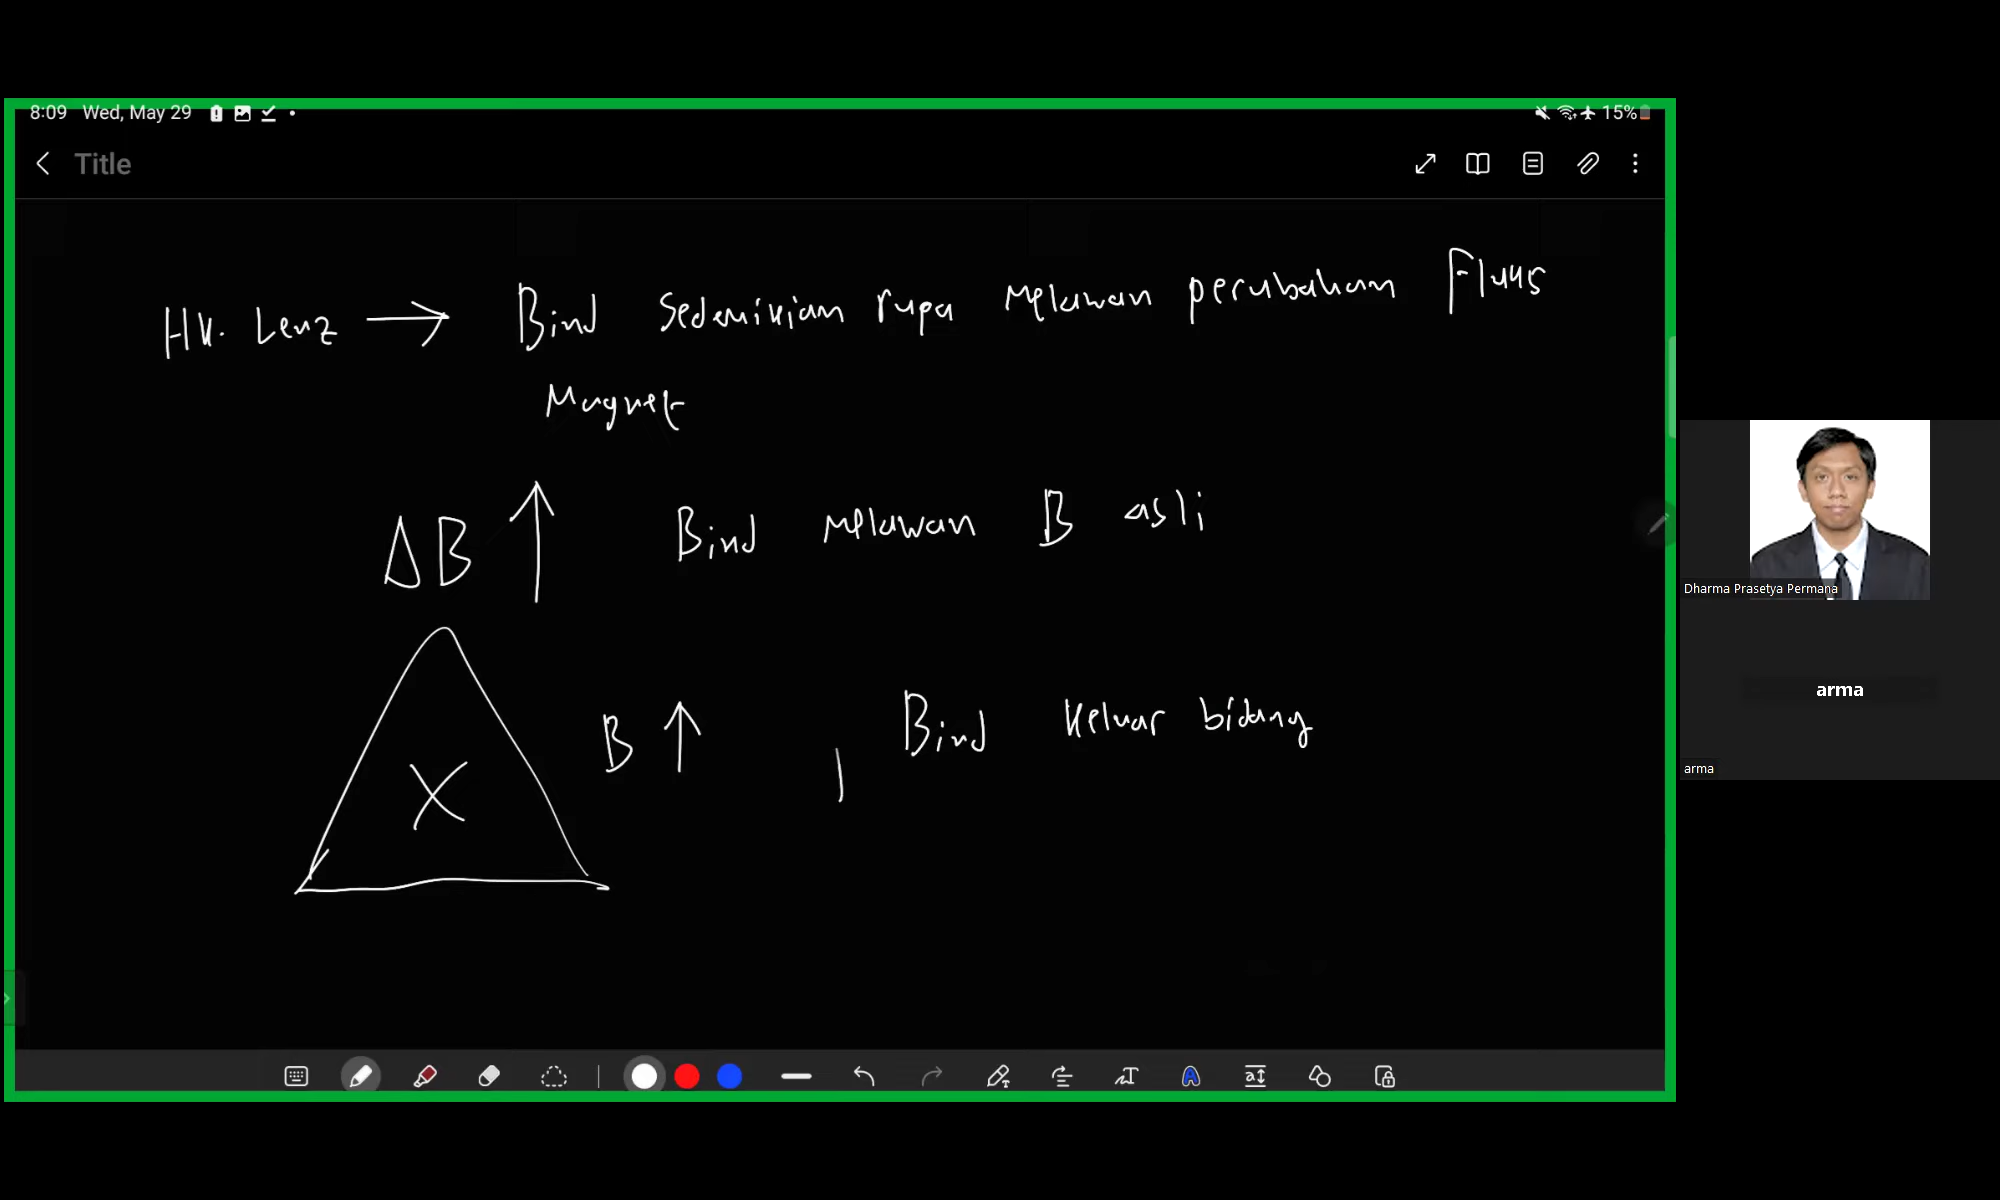 8:09 Wed, May 29 15%
Title
Hk. Lenz → Bind sedemikian rupa melawan perubahan Fluks
Magnet
ΔB ↑ Bind melawan B asli
B ↑ , Bind keluar bidang
X
Dharma Prasetya Permana
arma
arma